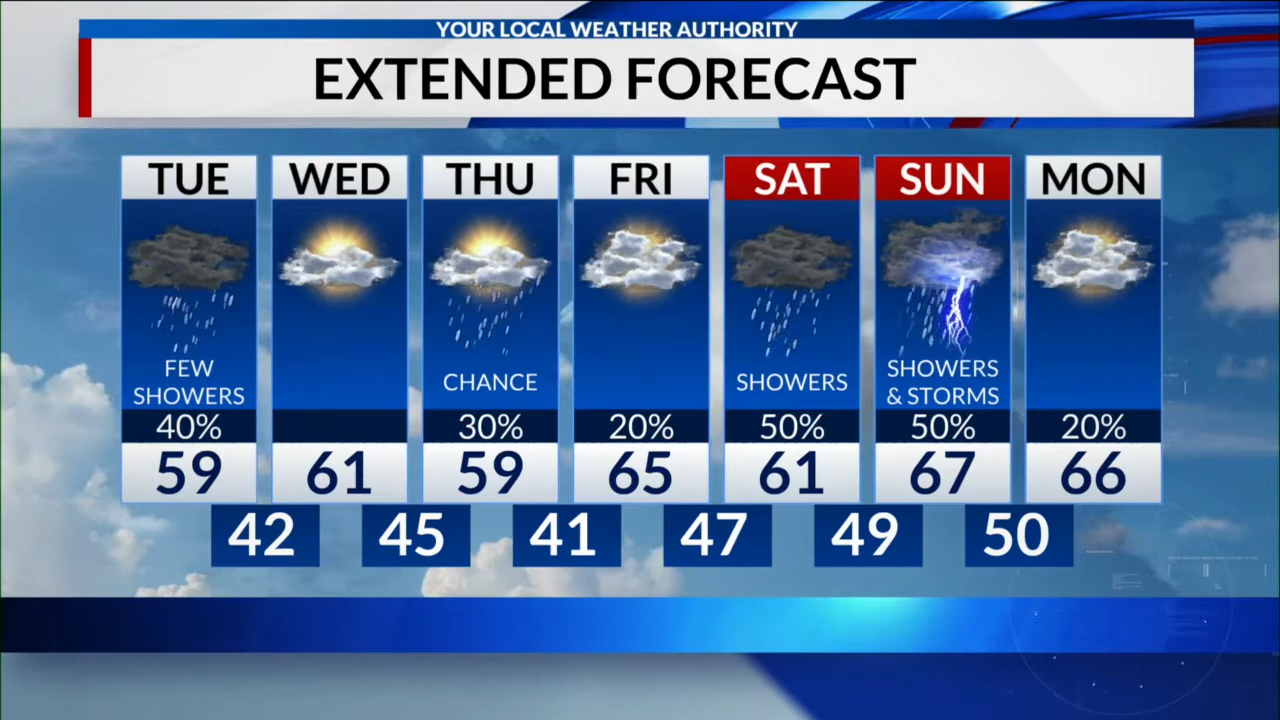 YOUR LOCAL WEATHER AUTHORITY
EXTENDED FORECAST
TUE WED THU FRI SAT SUN MON
FEW
SHOWERS
CHANCE
SHOWERS
SHOWERS
& STORMS
40% 30% 20% 50% 50% 20%
59 61 59 65 61 67 66
42 45 41 47 49 50